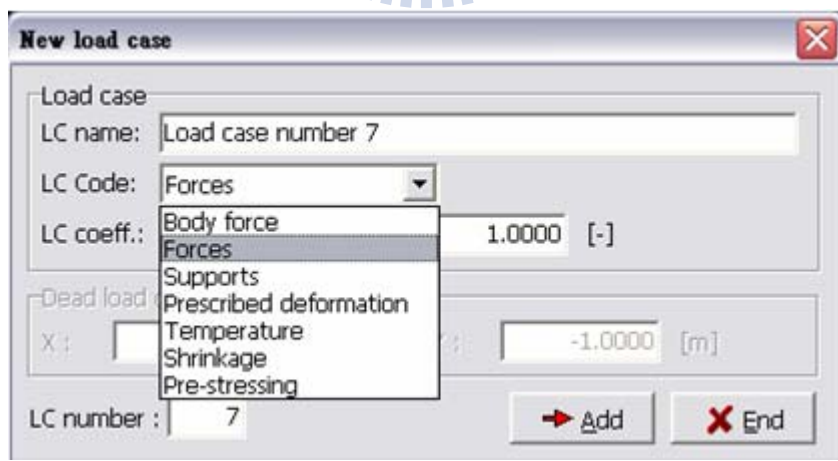 New load case
Load case
LC name: Load case number 7
LC Code: Forces
LC coeff.: 1.0000 [-]
Body force
Forces
Supports
Prescribed deformation
Temperature
Shrinkage
Pre-stressing
Dead load
X : -1.0000 [m]
LC number : 7
Add End